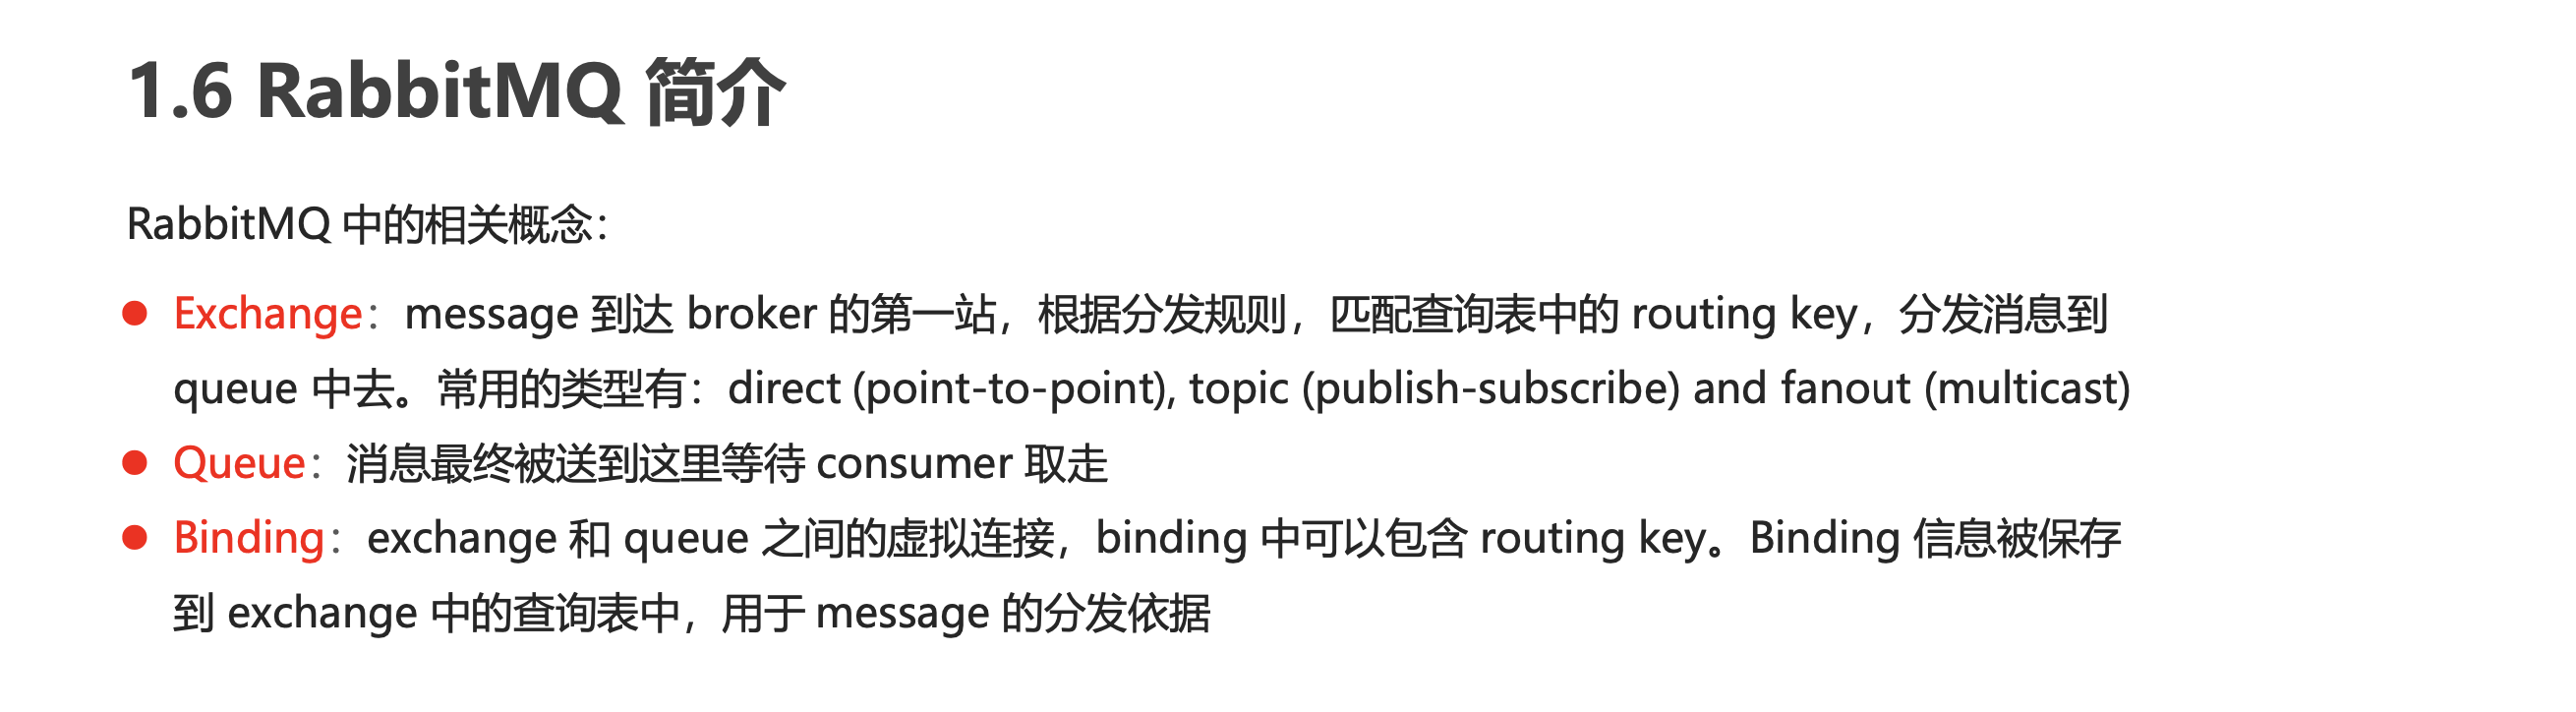 1.6 RabbitMQ 简介
RabbitMQ 中的相关概念：
● Exchange：message 到达 broker 的第一站，根据分发规则，匹配查询表中的 routing key，分发消息到
queue 中去。常用的类型有：direct (point-to-point), topic (publish-subscribe) and fanout (multicast)
● Queue：消息最终被送到这里等待 consumer 取走
● Binding：exchange 和 queue 之间的虚拟连接，binding 中可以包含 routing key。Binding 信息被保存
到 exchange 中的查询表中，用于 message 的分发依据